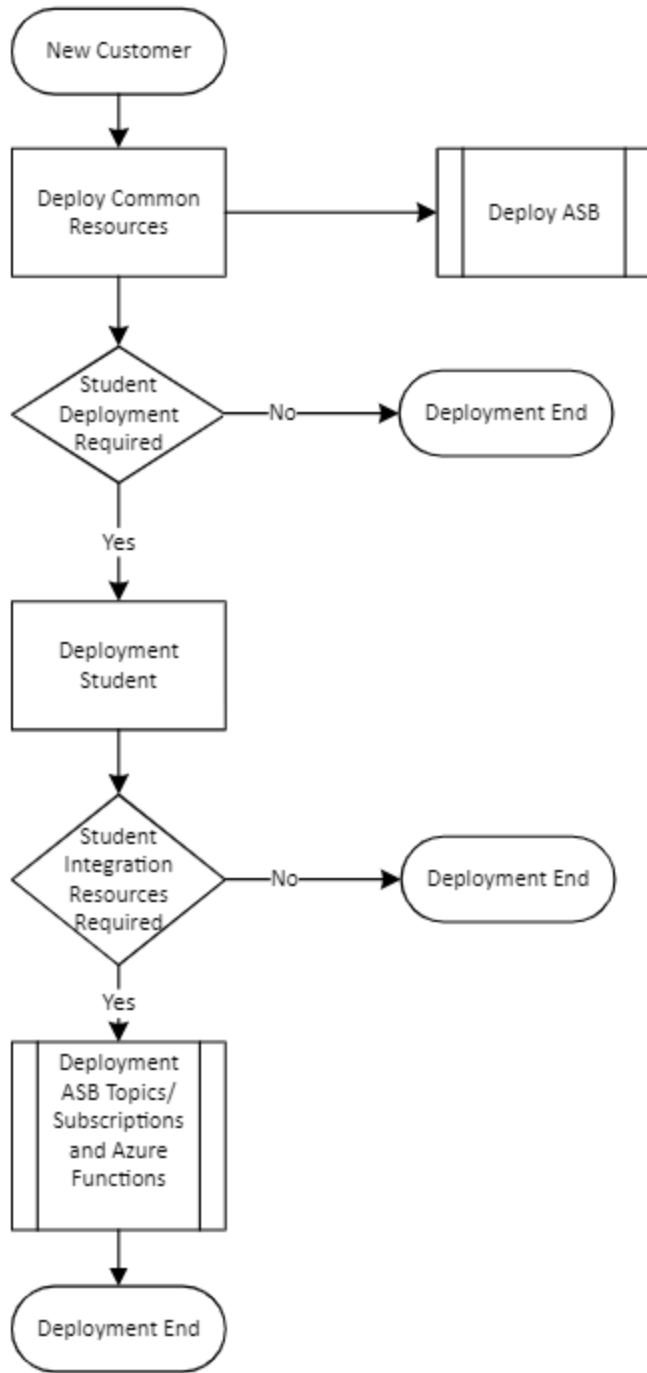 New Customer
Deploy Common
Resources
Deploy ASB
Student
Deployment
Required
No
Deployment End
Yes
Deployment
Student
Student
Integration
Resources
Required
No
Deployment End
Yes
Deployment
ASB Topics/
Subscriptions
and Azure
Functions
Deployment End